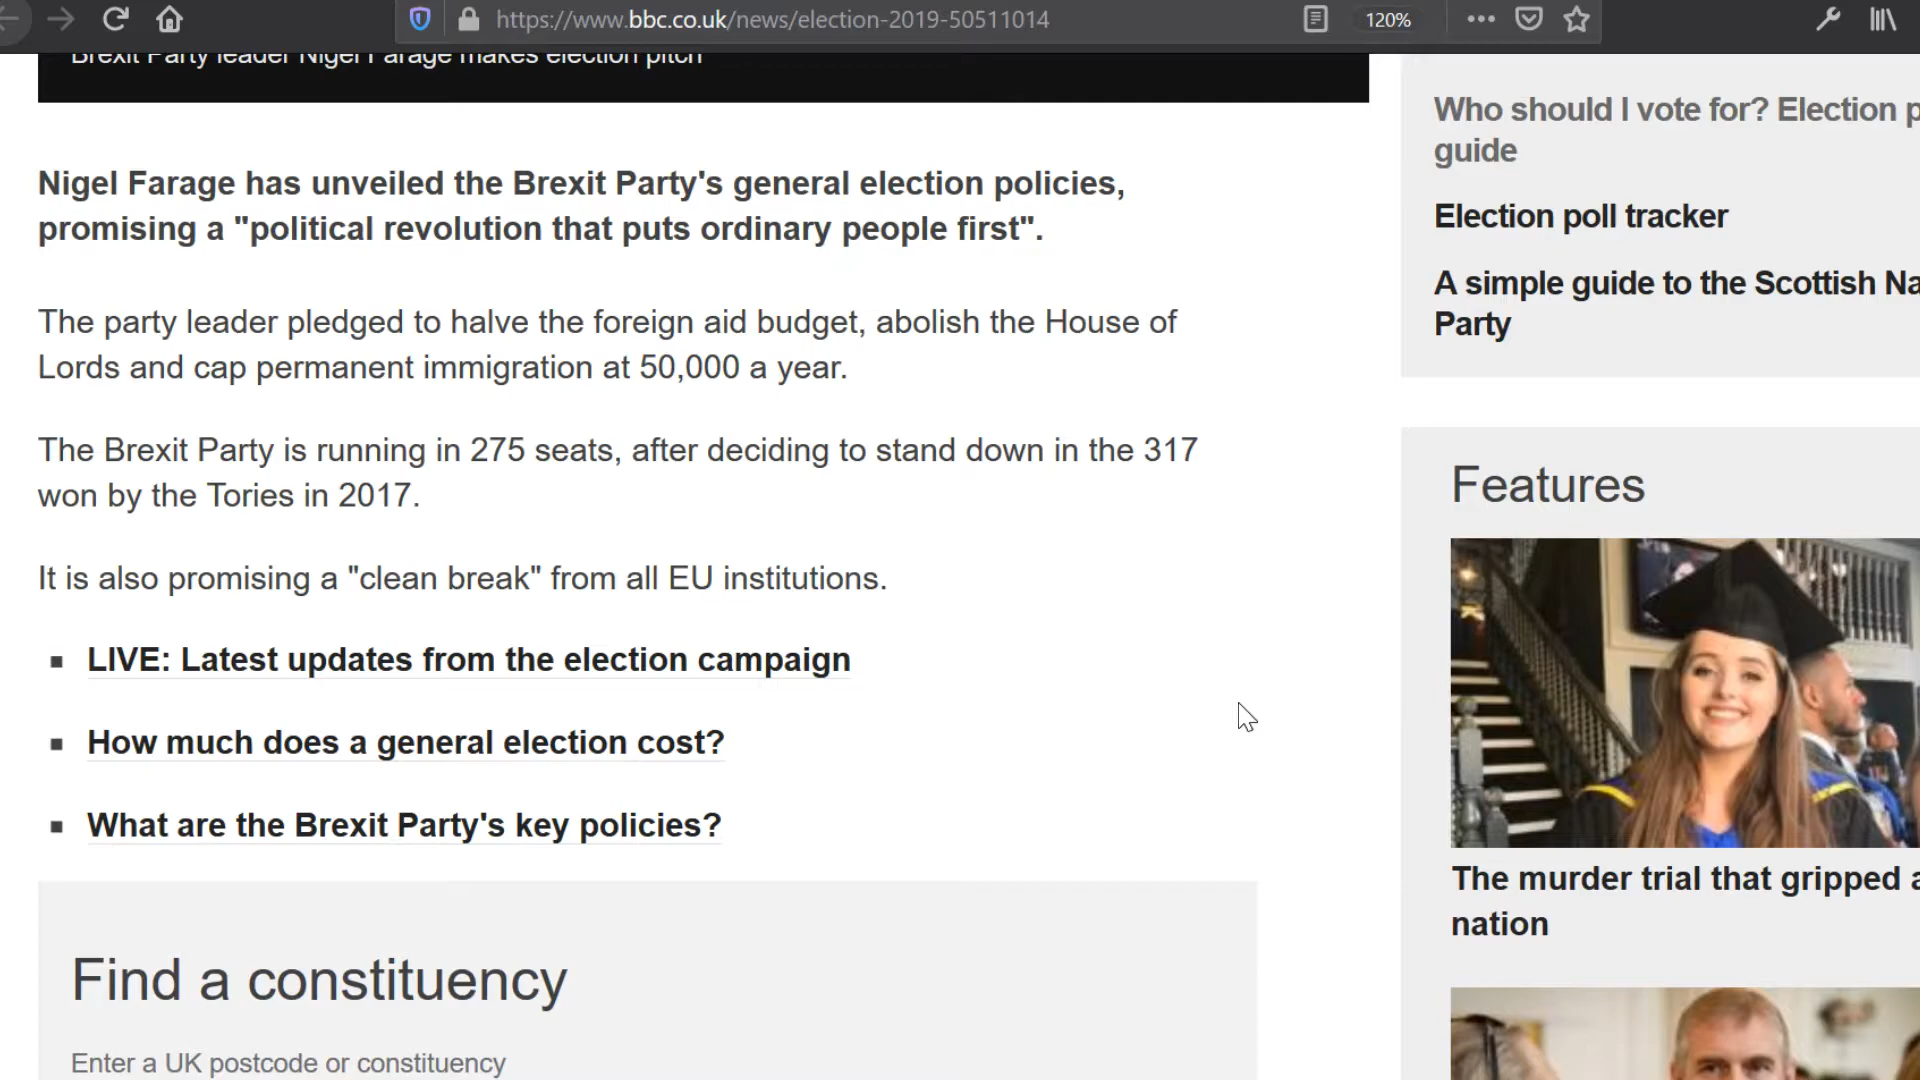 https://www.bbc.co.uk/news/election-2019-50511014
120%
Brexit Party leader Nigel Farage makes election pitch
Nigel Farage has unveiled the Brexit Party's general election policies,
promising a "political revolution that puts ordinary people first".
The party leader pledged to halve the foreign aid budget, abolish the House of
Lords and cap permanent immigration at 50,000 a year.
The Brexit Party is running in 275 seats, after deciding to stand down in the 317
won by the Tories in 2017.
It is also promising a "clean break" from all EU institutions.
LIVE: Latest updates from the election campaign
How much does a general election cost?
What are the Brexit Party's key policies?
Find a constituency
Enter a UK postcode or constituency
Who should I vote for? Election p
guide
Election poll tracker
A simple guide to the Scottish Na
Party
Features
The murder trial that gripped a
nation